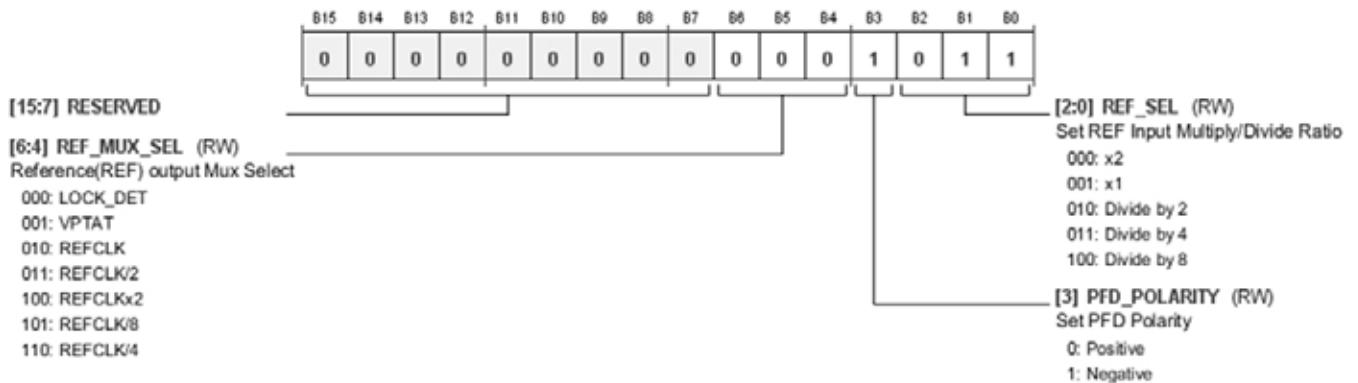 B15 B14 B13 B12 B11 B10 B9 B8 B7 B6 B5 B4 B3 B2 B1 B0
0 0 0 0 0 0 0 0 0 0 0 0 1 0 1 1
[15:7] RESERVED
[6:4] REF_MUX_SEL (RW)
Reference(REF) output Mux Select
000: LOCK_DET
001: VPTAT
010: REFCLK
011: REFCLK/2
100: REFCLKx2
101: REFCLK/8
110: REFCLK/4
[2:0] REF_SEL (RW)
Set REF Input Multiply/Divide Ratio
000: x2
001: x1
010: Divide by 2
011: Divide by 4
100: Divide by 8
[3] PFD_POLARITY (RW)
Set PFD Polarity
0: Positive
1: Negative